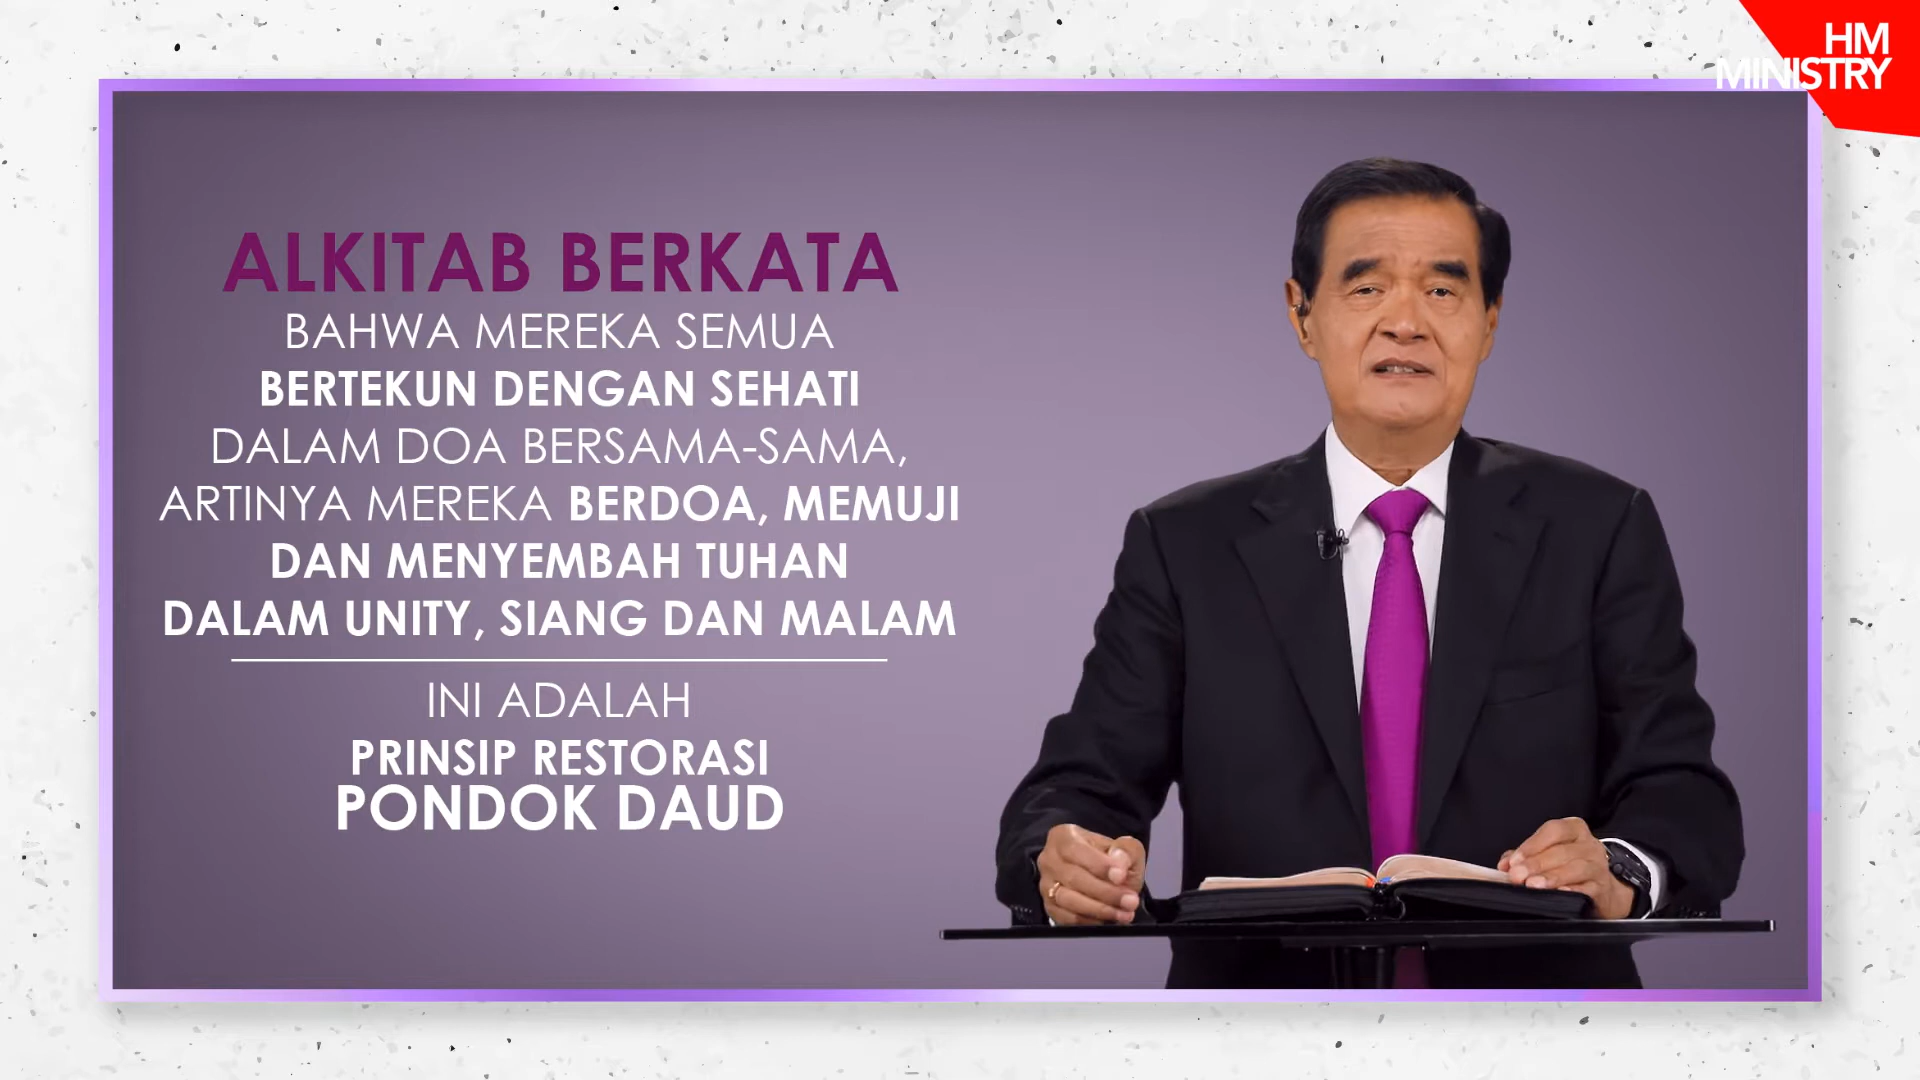 HM
MINISTRY
ALKITAB BERKATA
BAHWA MEREKA SEMUA
BERTEKUN DENGAN SEHATI
DALAM DOA BERSAMA-SAMA,
ARTINYA MEREKA BERDOA, MEMUJI
DAN MENYEMBAH TUHAN
DALAM UNITY, SIANG DAN MALAM
INI ADALAH
PRINSIP RESTORASI
PONDOK DAUD